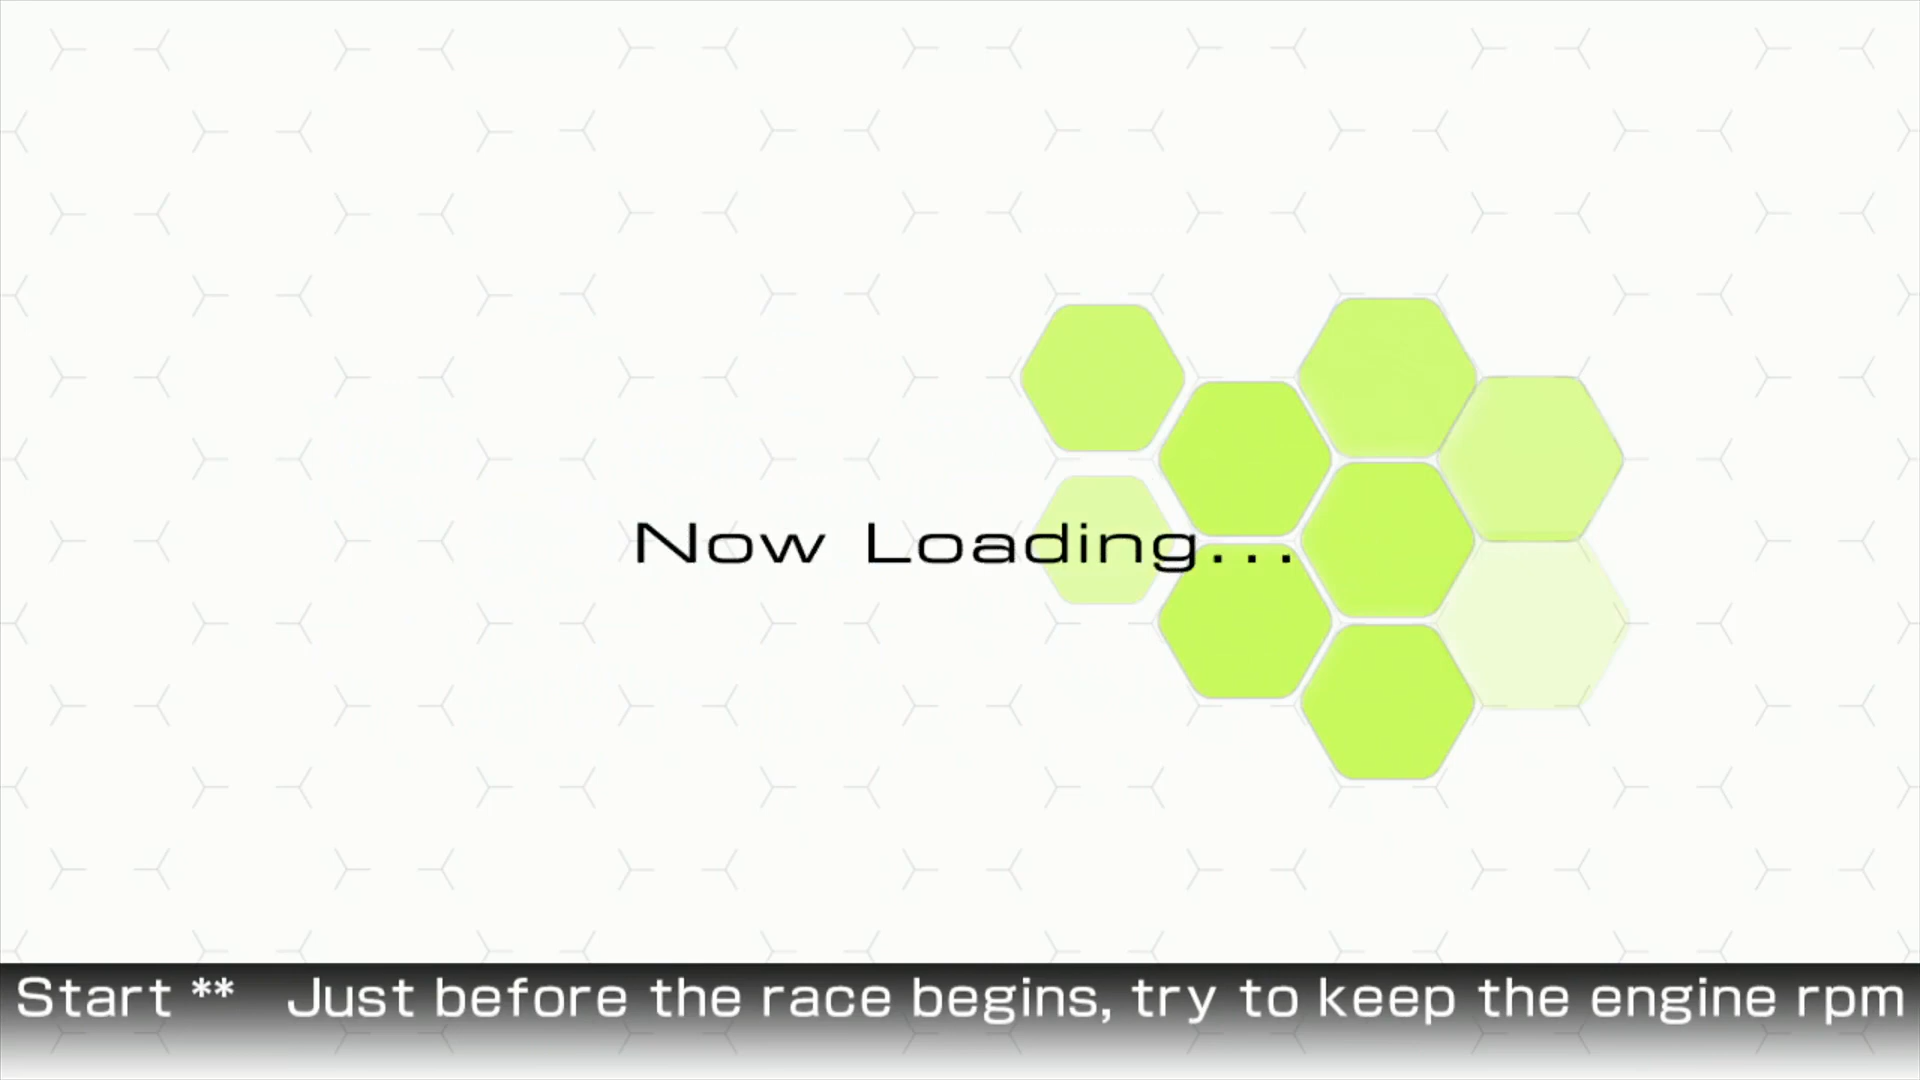 Now Loading...
Start ** Just before the race begins, try to keep the engine rpm